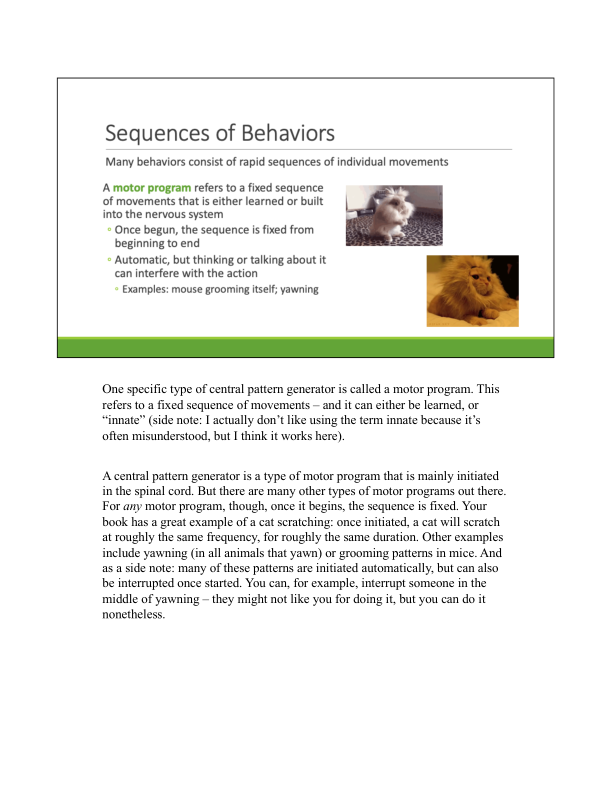 Sequences of Behaviors
Many behaviors consist of rapid sequences of individual movements
A motor program refers to a fixed sequence
of movements that is either learned or built
into the nervous system
◦ Once begun, the sequence is fixed from
beginning to end
◦ Automatic, but thinking or talking about it
can interfere with the action
◦ Examples: mouse grooming itself; yawning
One specific type of central pattern generator is called a motor program. This
refers to a fixed sequence of movements – and it can either be learned, or
“innate” (side note: I actually don’t like using the term innate because it’s
often misunderstood, but I think it works here).
A central pattern generator is a type of motor program that is mainly initiated
in the spinal cord. But there are many other types of motor programs out there.
For any motor program, though, once it begins, the sequence is fixed. Your
book has a great example of a cat scratching: once initiated, a cat will scratch
at roughly the same frequency, for roughly the same duration. Other examples
include yawning (in all animals that yawn) or grooming patterns in mice. And
as a side note: many of these patterns are initiated automatically, but can also
be interrupted once started. You can, for example, interrupt someone in the
middle of yawning – they might not like you for doing it, but you can do it
nonetheless.